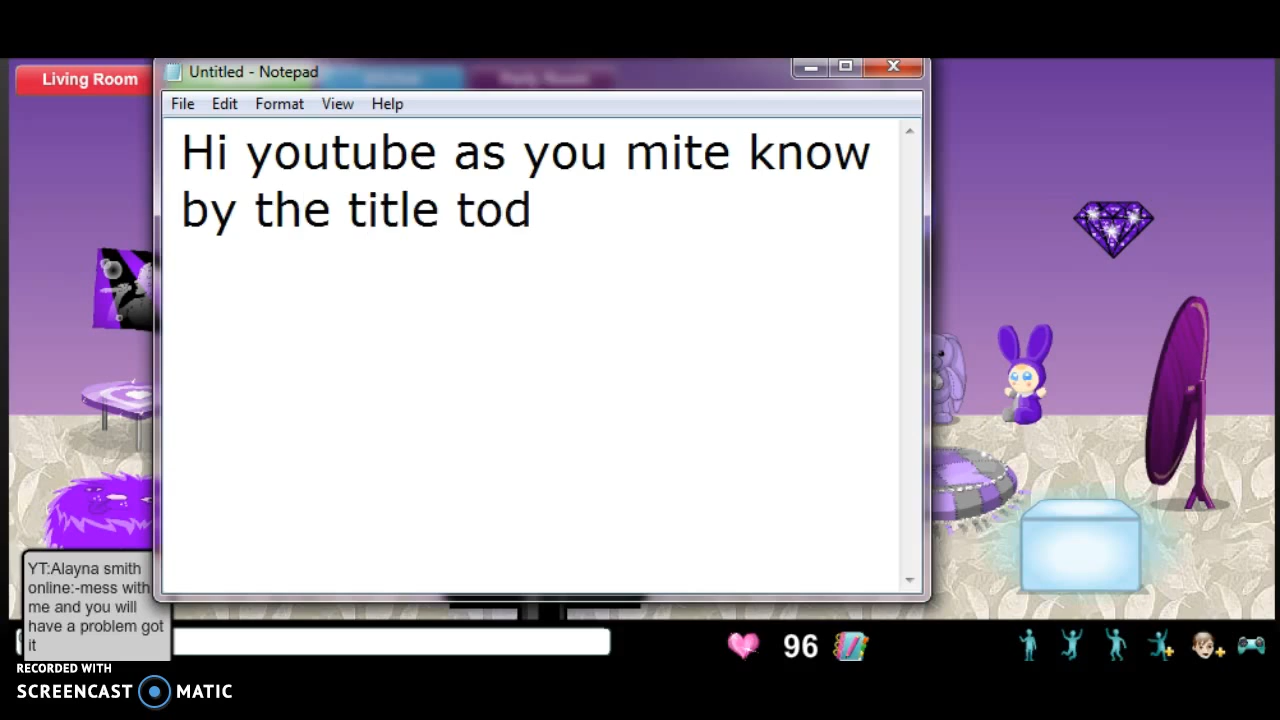 Living Room
Untitled - Notepad
File Edit Format View Help
Hi youtube as you mite know
by the title tod
YT:Alayna smith
online:-mess with
me and you will
have a problem got
it
96
RECORDED WITH
SCREENCAST MATIC